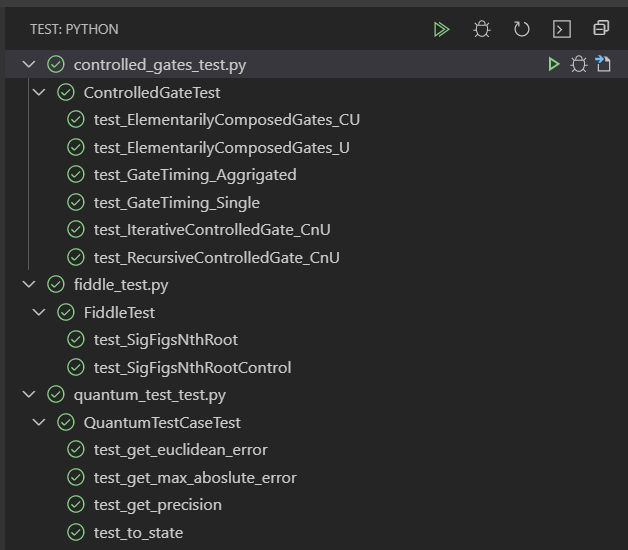 TEST: PYTHON
controlled_gates_test.py
ControlledGateTest
test_ElementarilyComposedGates_CU
test_ElementarilyComposedGates_U
test_GateTiming_Aggrigated
test_GateTiming_Single
test_IterativeControlledGate_CnU
test_RecursiveControlledGate_CnU
fiddle_test.py
FiddleTest
test_SigFigsNthRoot
test_SigFigsNthRootControl
quantum_test_test.py
QuantumTestCaseTest
test_get_euclidean_error
test_get_max_aboslute_error
test_get_precision
test_to_state